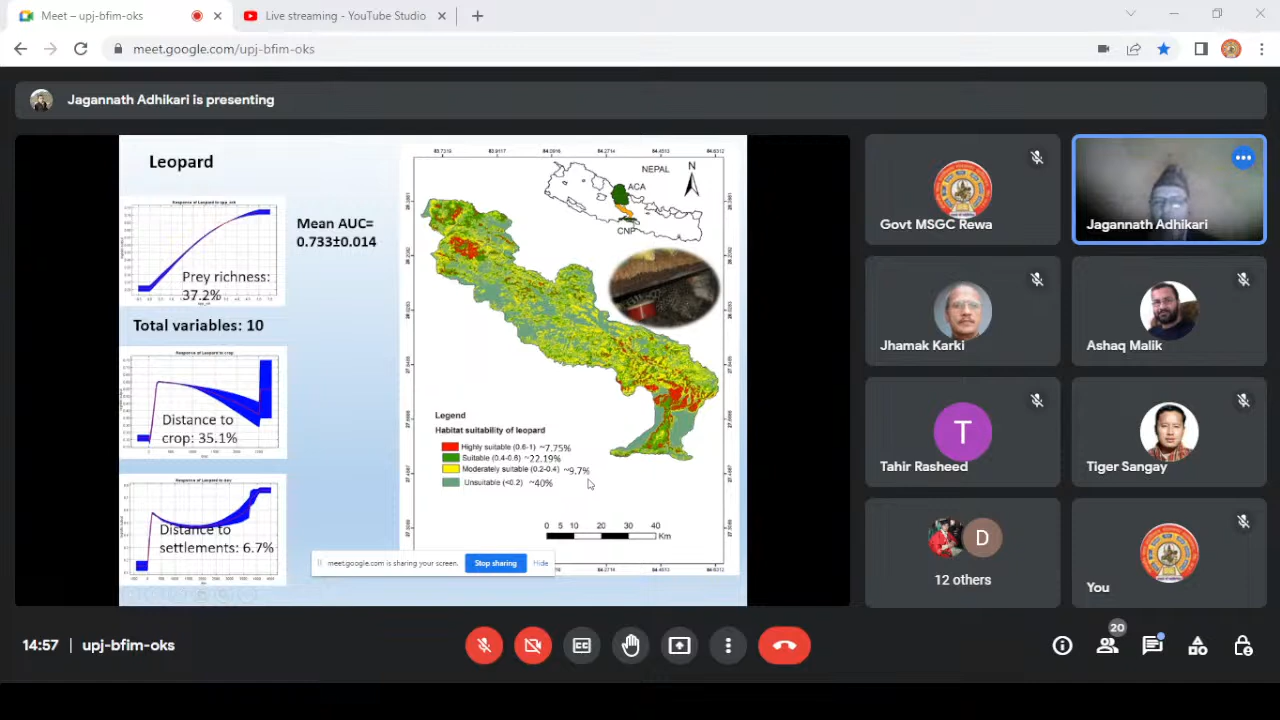 Meet – upj-bfim-oks
Live streaming - YouTube Studio
meet.google.com/upj-bfim-oks
Jagannath Adhikari is presenting
Leopard
Mean AUC=
0.733±0.014
Prey richness:
37.2%
Total variables: 10
Response of Leopard to crop
Distance to
crop: 35.1%
Distance to
settlements: 6.7%
NEPAL
N
ACA
CNP
Legend
Habitat suitability of leopard
Highly suitable (0.6-1) ~7.75%
Suitable (0.4-0.6) ~22.19%
Moderately suitable (0.2-0.4) ~9.7%
Unsuitable (<0.2) ~40%
0 5 10 20 30 40
Km
meet.google.com is sharing your screen.
Stop sharing
Hide
Govt MSGC Rewa
Jagannath Adhikari
Jhamak Karki
Ashaq Malik
T
Tahir Rasheed
Tiger Sangay
D
12 others
You
14:57 | upj-bfim-oks
20